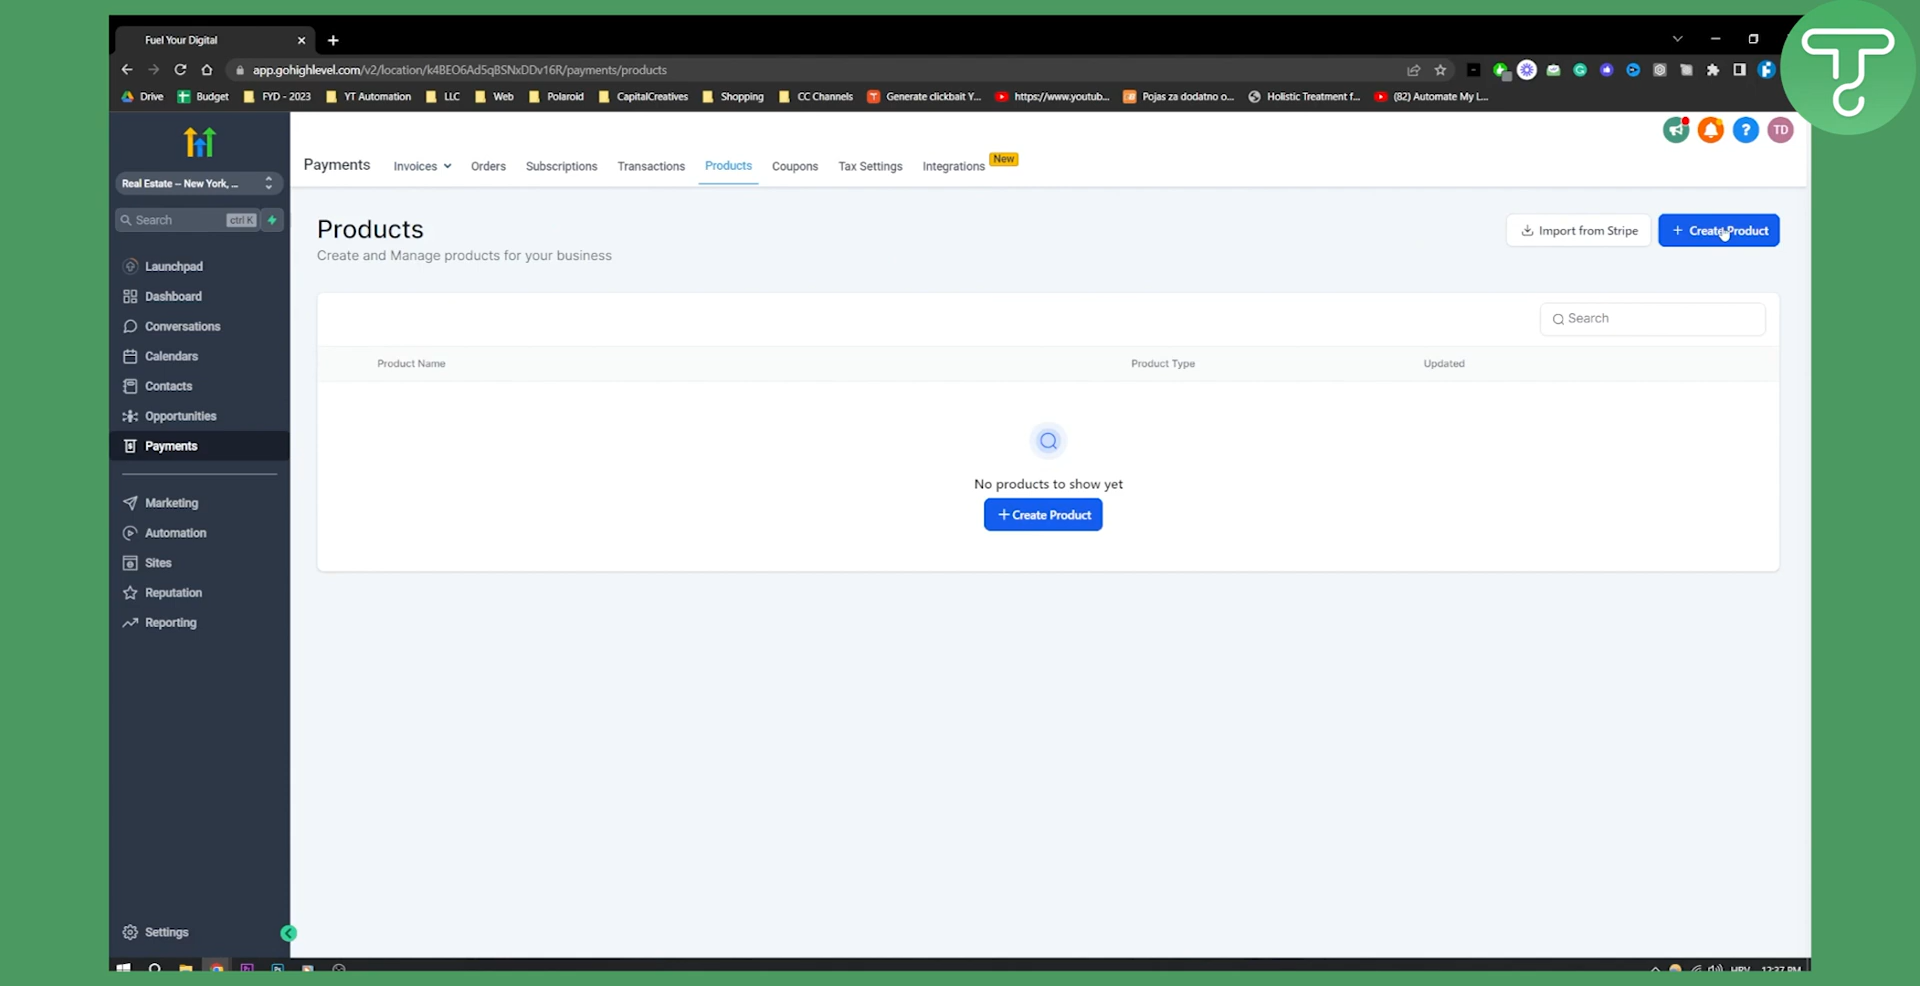 Fuel Your Digital
app.gohighlevel.com/v2/location/k4BEO6Ad5qBSNxDDv16R/payments/products
Drive Budget FYD - 2023 YT Automation LLC Web Polaroid CapitalCreatives Shopping CC Channels Generate clickbait Y... https://www.youtub... Pojas za dodatno o... Holistic Treatment f... (82) Automate My L...
TD
Payments Invoices Orders Subscriptions Transactions Products Coupons Tax Settings Integrations New
Real Estate -- New York, ...
Search ctrl K
Launchpad
Dashboard
Conversations
Calendars
Contacts
Opportunities
Payments
Marketing
Automation
Sites
Reputation
Reporting
Settings
Products
Create and Manage products for your business
Import from Stripe
+ Create Product
Search
Product Name Product Type Updated
No products to show yet
+ Create Product
HRV 12:37 PM